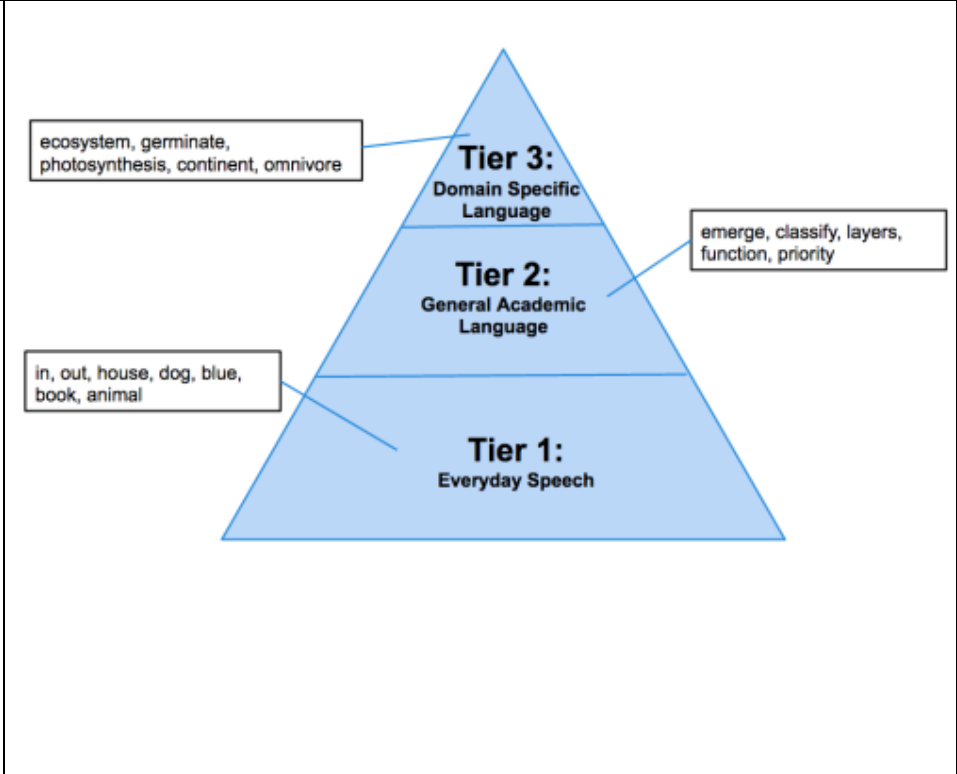 ecosystem, germinate,
photosynthesis, continent, omnivore
Tier 3:
Domain Specific
Language
emerge, classify, layers,
function, priority
Tier 2:
General Academic
Language
in, out, house, dog, blue,
book, animal
Tier 1:
Everyday Speech